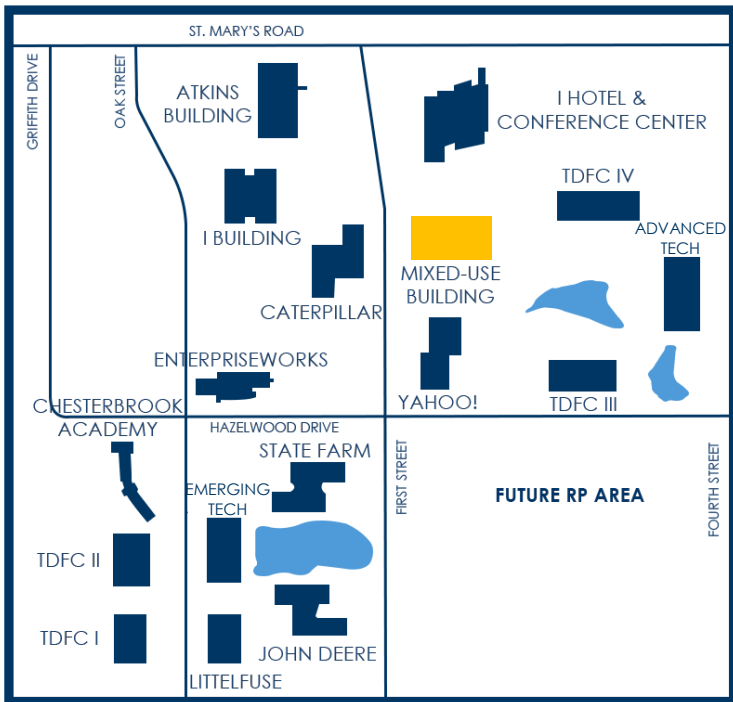 ST. MARY'S ROAD
GRIFFITH DRIVE
OAK STREET
ATKINS
BUILDING
I HOTEL &
CONFERENCE CENTER
TDFC IV
I BUILDING
ADVANCED
TECH
MIXED-USE
BUILDING
CATERPILLAR
ENTERPRISEWORKS
YAHOO!
TDFC III
CHESTERBROOK
ACADEMY
HAZELWOOD DRIVE
STATE FARM
FIRST STREET
FOURTH STREET
EMERGING
TECH
FUTURE RP AREA
TDFC II
TDFC I
JOHN DEERE
LITTELFUSE